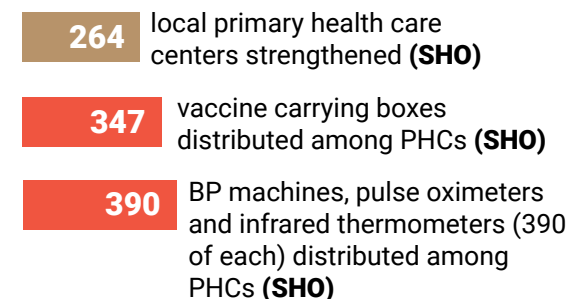 264
local primary health care
centers strengthened (SHO)
347
vaccine carrying boxes
distributed among PHCs (SHO)
390
BP machines, pulse oximeters
and infrared thermometers (390
of each) distributed among
PHCs (SHO)